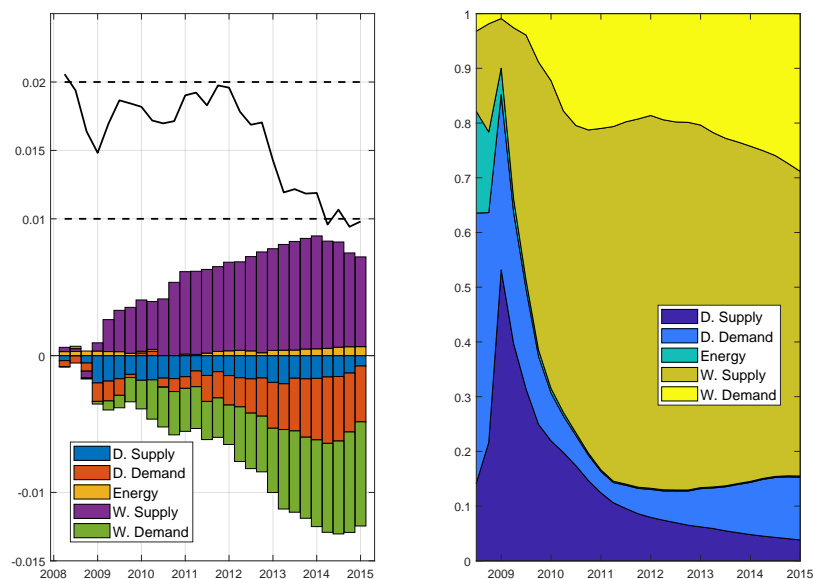 0.02
0.015
0.01
0
-0.01
-0.015
2008 2009 2010 2011 2012 2013 2014 2015
D. Supply
D. Demand
Energy
W. Supply
W. Demand
1
0.9
0.8
0.7
0.6
0.5
0.4
0.3
0.2
0.1
0
2009 2010 2011 2012 2013 2014 2015
D. Supply
D. Demand
Energy
W. Supply
W. Demand